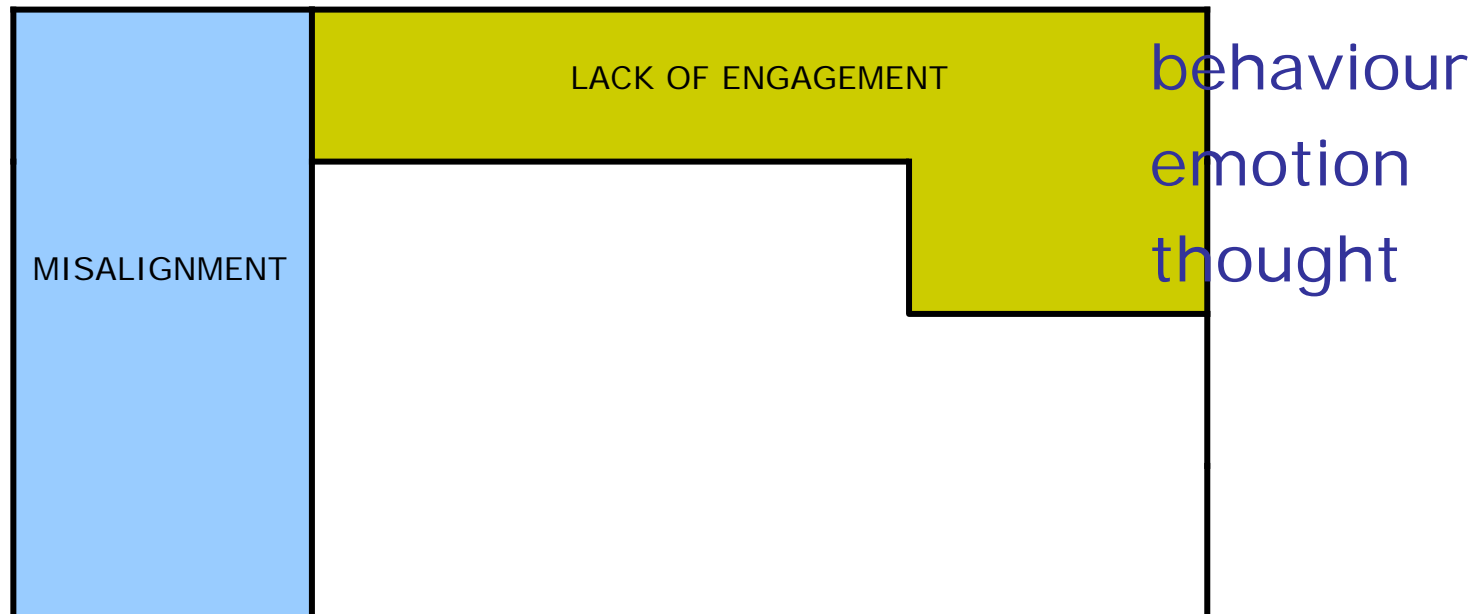 LACK OF ENGAGEMENT
behaviour
emotion
thought
MISALIGNMENT